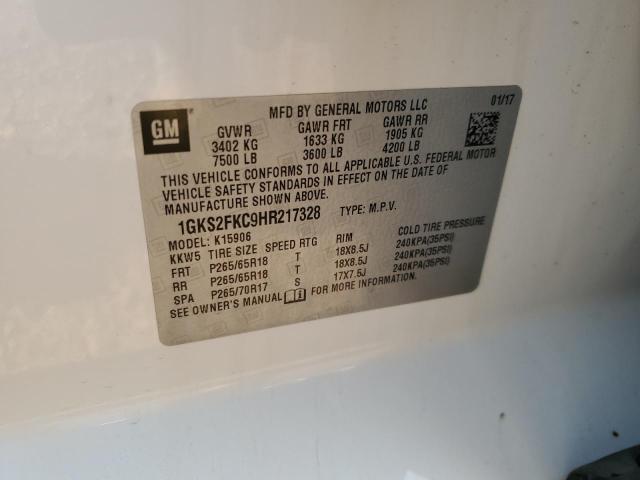 MFD BY GENERAL MOTORS LLC 01/17
GM
GVWR GAWR FRT GAWR RR
3402 KG 1633 KG 1905 KG
7500 LB 3600 LB 4200 LB
THIS VEHICLE CONFORMS TO ALL APPLICABLE U.S. FEDERAL MOTOR
VEHICLE SAFETY STANDARDS IN EFFECT ON THE DATE OF
MANUFACTURE SHOWN ABOVE.
1GKS2FKC9HR217328 TYPE: M.P.V.
MODEL: K15906
KKW5 TIRE SIZE SPEED RTG RIM COLD TIRE PRESSURE
FRT P265/65R18 T 18X8.5J 240KPA(35PSI)
RR P265/65R18 T 18X8.5J 240KPA(35PSI)
SPA P265/70R17 S 17X7.5J 240KPA(35PSI)
SEE OWNER'S MANUAL FOR MORE INFORMATION.